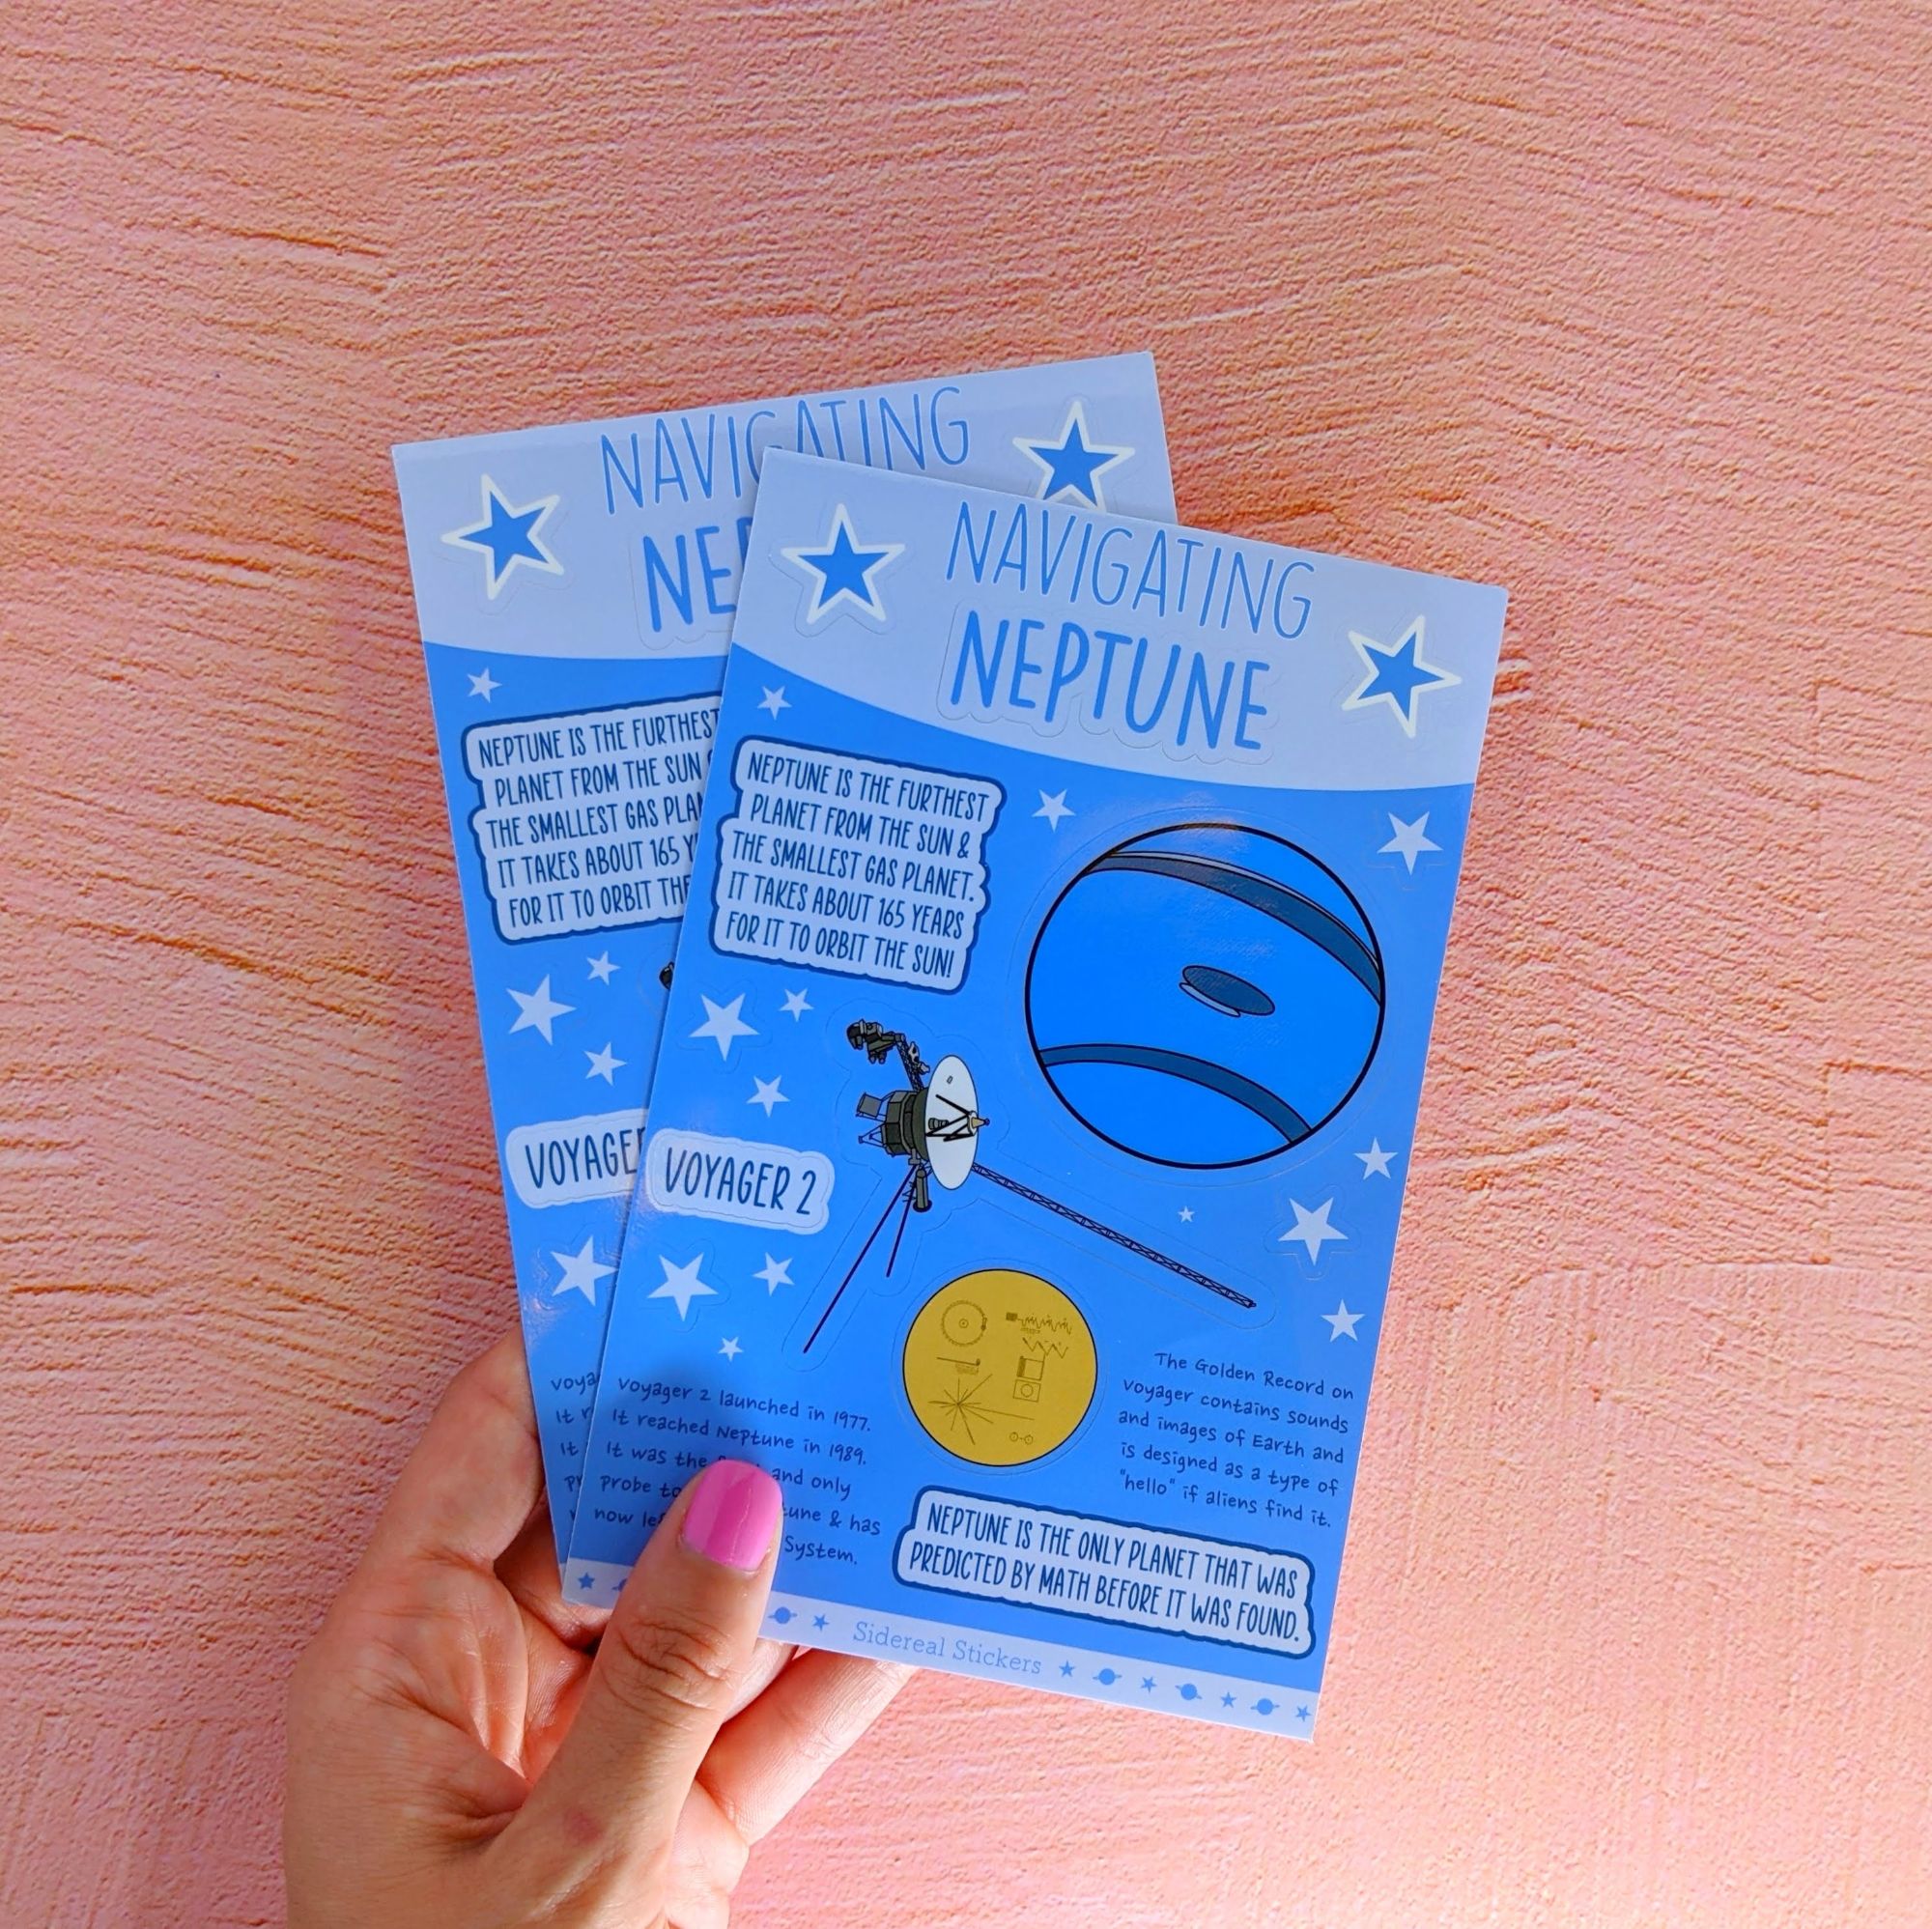 NAVIGATING
NE
NEPTUNE IS THE FURTHEST
PLANET FROM THE SUN
THE SMALLEST GAS
IT TAKES ABOUT 165
FOR IT TO ORBIT THE
VOYAGER
It
It
NAVIGATING
NEPTUNE
NEPTUNE IS THE FURTHEST
PLANET FROM THE SUN &
THE SMALLEST GAS PLANET.
IT TAKES ABOUT 165 YEARS
FOR IT TO ORBIT THE SUN!
VOYAGER 2
Voyager 2 launched in 1977.
It reached Neptune in 1989.
It was the and only
probe to & has
now System.
The Golden Record on
Voyager contains sounds
and images of Earth and
is designed as a type of
"hello" if aliens find it.
NEPTUNE IS THE ONLY PLANET THAT WAS
PREDICTED BY MATH BEFORE IT WAS FOUND.
Sidereal Stickers